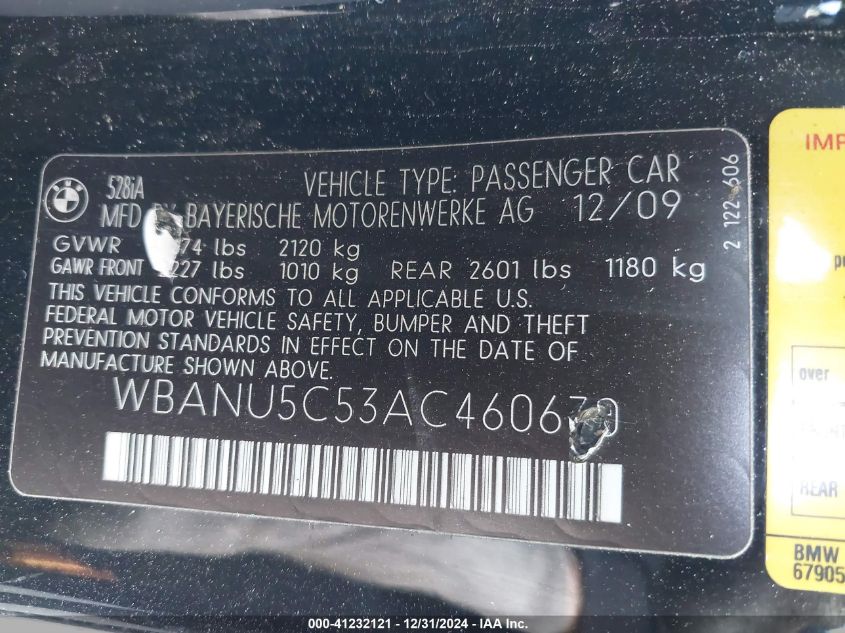 528iA
VEHICLE TYPE: PASSENGER CAR
MFD BY BAYERISCHE MOTORENWERKE AG 12/09
GVWR lbs 2120 kg
GAWR FRONT lbs 1010 kg REAR 2601 lbs 1180 kg
THIS VEHICLE CONFORMS TO ALL APPLICABLE U.S.
FEDERAL MOTOR VEHICLE SAFETY, BUMPER AND THEFT
PREVENTION STANDARDS IN EFFECT ON THE DATE OF
MANUFACTURE SHOWN ABOVE.
WBANU5C53AC460670
2 122 606
over
REAR
BMW
67905
000-41232121 - 12/31/2024 - IAA Inc.